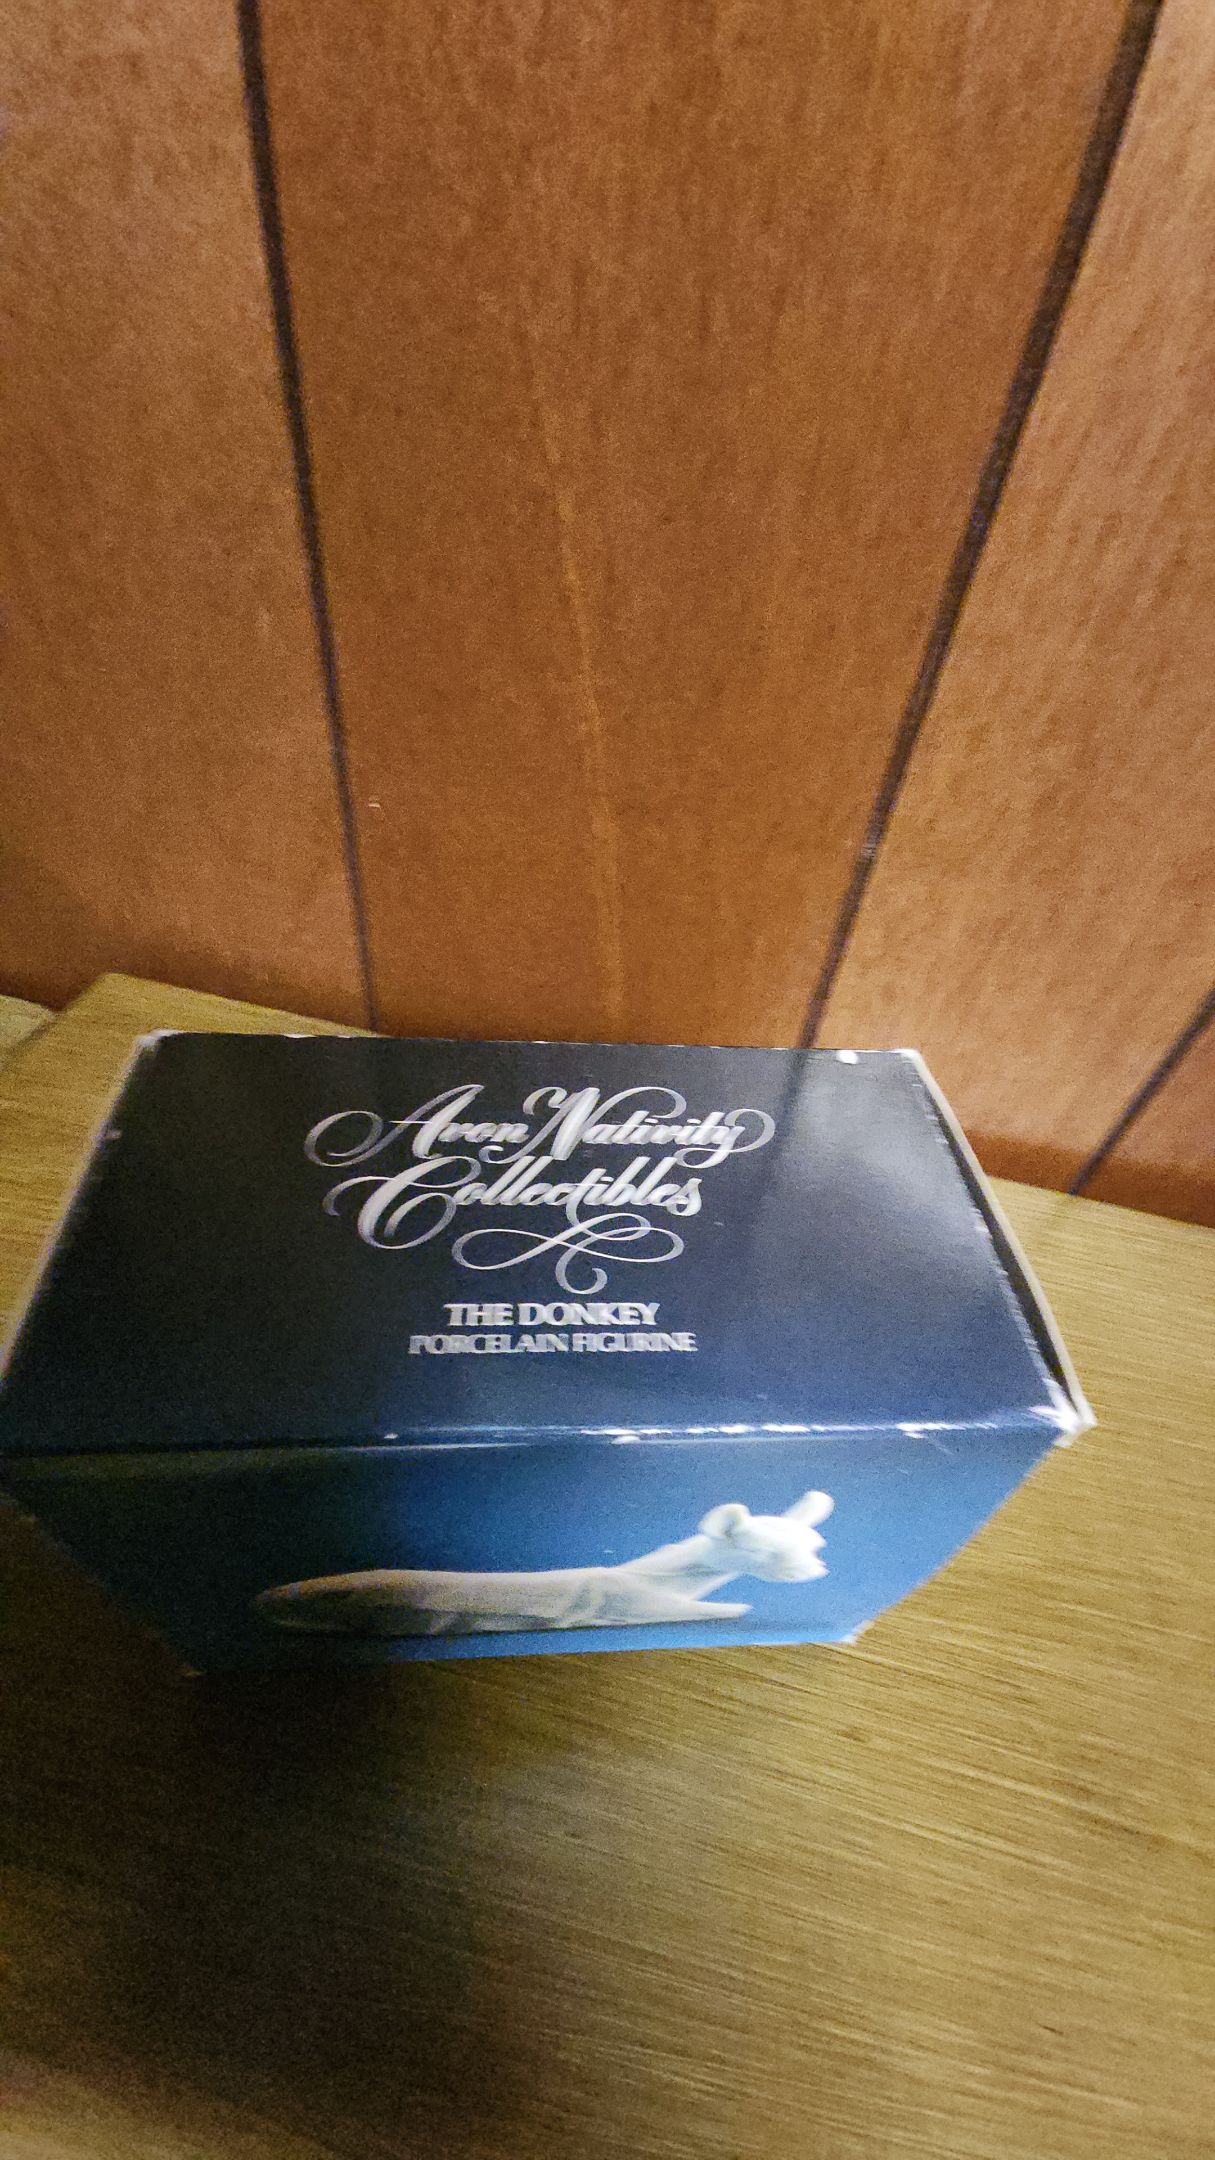 Avon Nativity
Collectibles
THE DONKEY
PORCELAIN FIGURINE